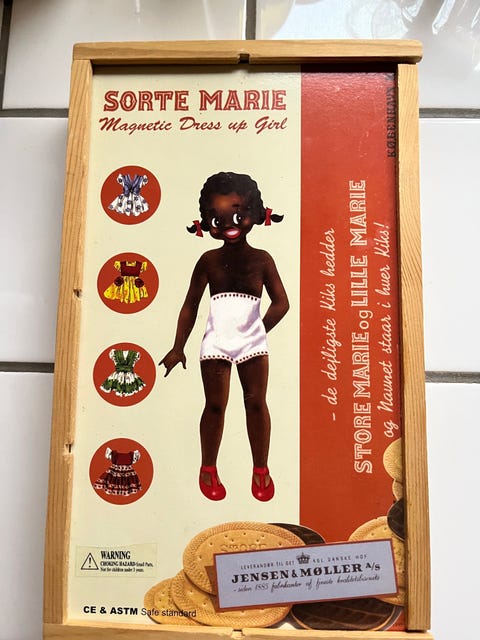 SORTE MARIE
Magnetic Dress up Girl
KØBENHAVN
- de dejligste Kiks hedder
STORE MARIE og LILLE MARIE
og Navnet staar i hver Kiks!
WARNING
CHOKING HAZARD-Small Parts.
Not for children under 3 years.
LEVERANDØR TIL DET KGL. DANSKE HOF
JENSEN & MØLLER A/S
- siden 1885 fabrikanter af fineste kvalitetsbiscuits
CE & ASTM Safe standard